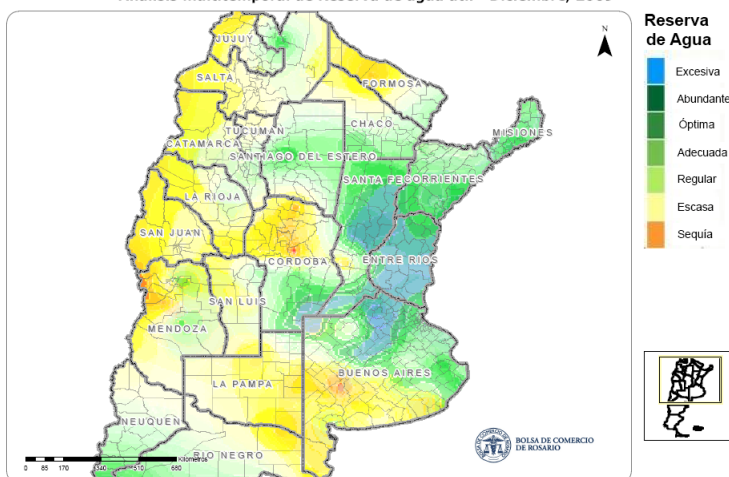 Reserva
de Agua
Excesiva
Abundante
Óptima
Adecuada
Regular
Escasa
Sequía
N
JUJUY
SALTA
FORMOSA
CHACO
TUCUMAN
MISIONES
CATAMARCA
SANTIAGO DEL ESTERO
SANTA FE
CORRIENTES
LA RIOJA
SAN JUAN
CORDOBA
ENTRE RIOS
SAN LUIS
MENDOZA
BUENOS AIRES
LA PAMPA
NEUQUEN
RIO NEGRO
BOLSA DE COMERCIO
DE ROSARIO
Kilometros
0 85 170 340 510 680